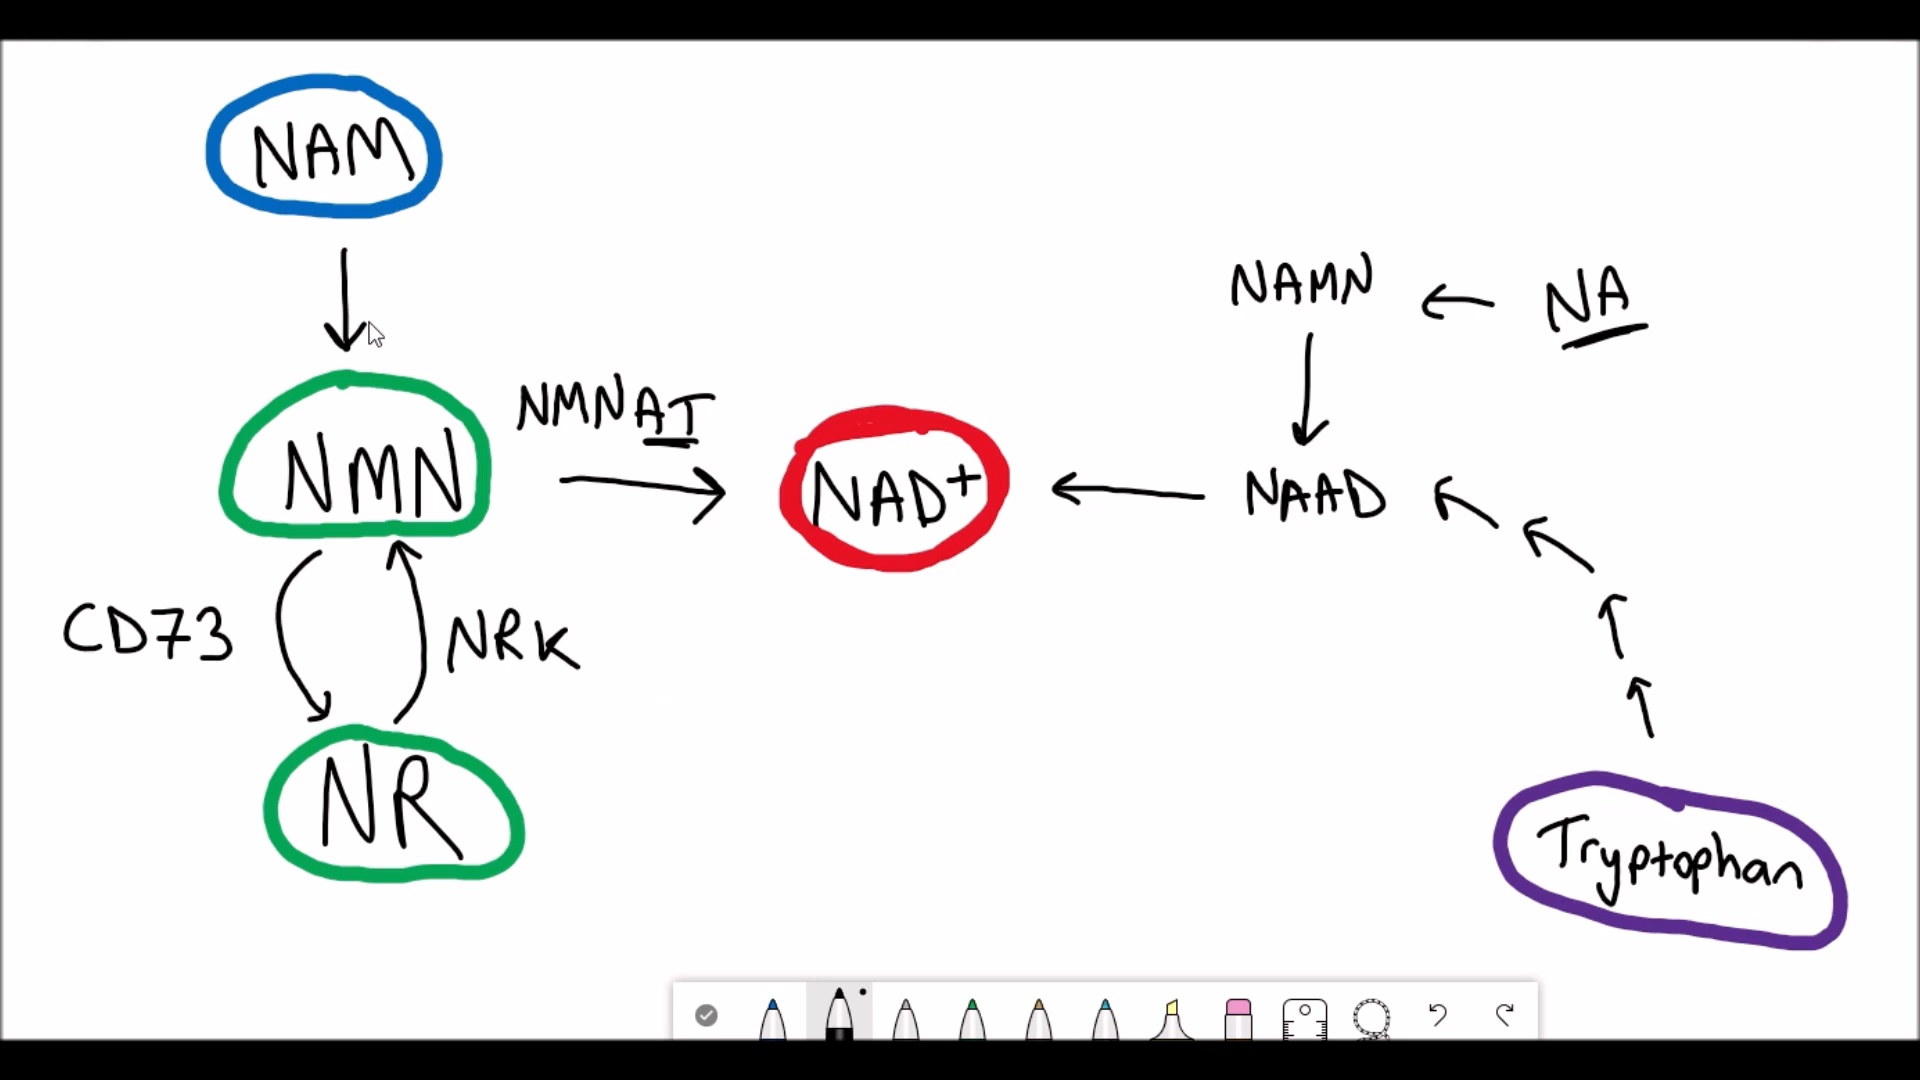 NAM
NAMN
NA
NMNAT
NMN
NAD+
NAAD
CD73
NRK
NR
Tryptophan